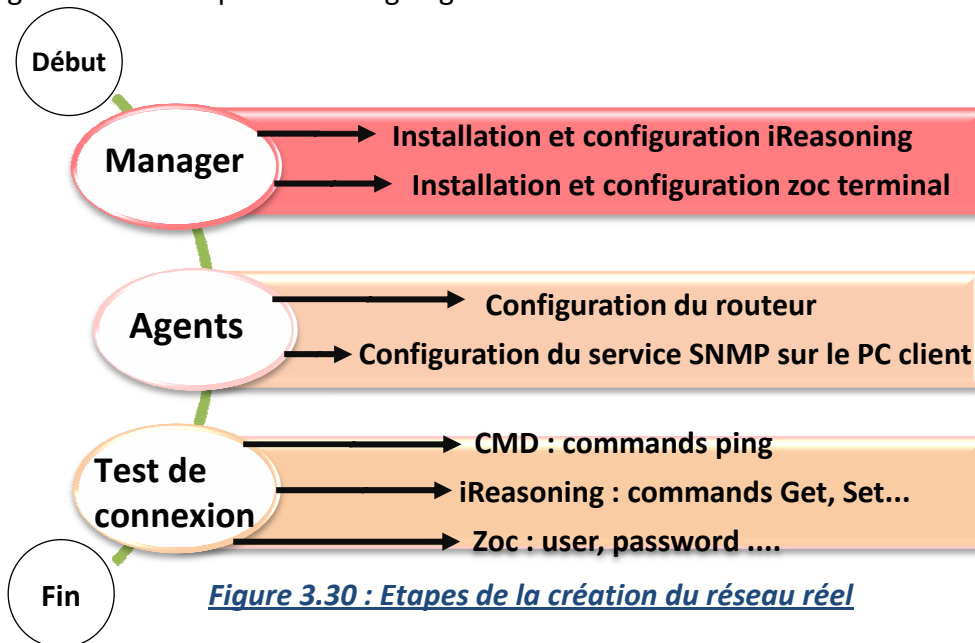 Début
Manager
Installation et configuration iReasoning
Installation et configuration zoc terminal
Agents
Configuration du routeur
Configuration du service SNMP sur le PC client
Test de
connexion
CMD : commands ping
iReasoning : commands Get, Set...
Zoc : user, password ....
Fin
Figure 3.30 : Etapes de la création du réseau réel